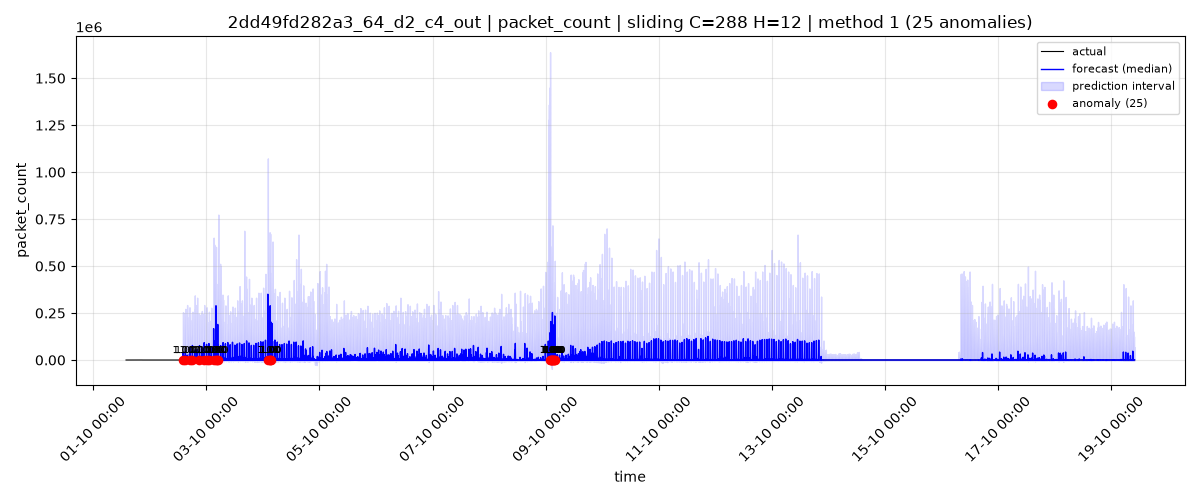 2dd49fd282a3_64_d2_c4_out | packet_count | sliding C=288 H=12 | method 1 (25 anomalies)
1e6
actual
forecast (median)
prediction interval
anomaly (25)
1.50
1.25
1.00
0.75
0.50
0.25
0.00
packet_count
01-10 00:00
03-10 00:00
05-10 00:00
07-10 00:00
09-10 00:00
11-10 00:00
13-10 00:00
15-10 00:00
17-10 00:00
19-10 00:00
time